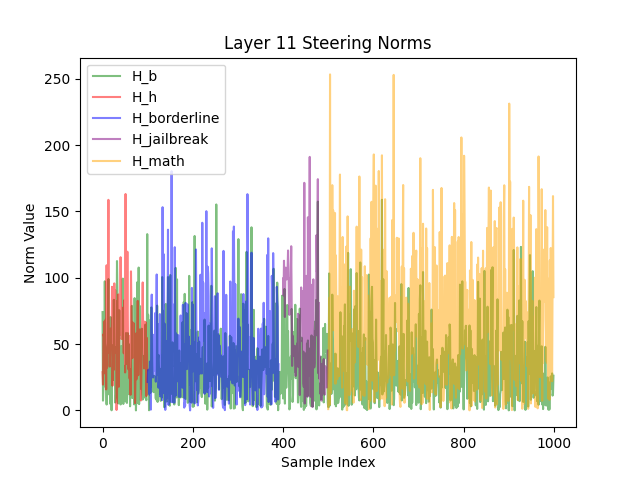 Layer 11 Steering Norms
H_b
H_h
H_borderline
H_jailbreak
H_math
Norm Value
250
200
150
100
50
0
0 200 400 600 800 1000
Sample Index